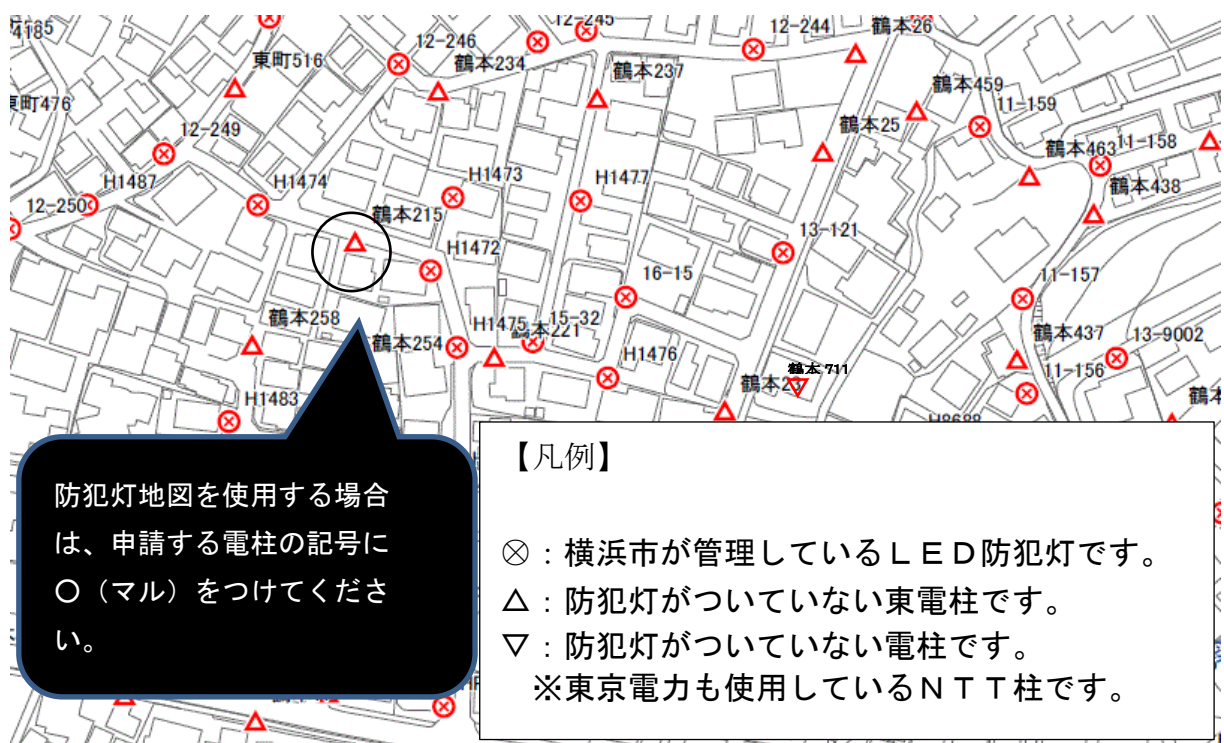 12-245
12-244
鶴本26
4185
12-246
東町516
鶴本234
鶴本237
鶴本459
11-159
東町476
12-249
鶴本25
鶴本463
11-158
H1487
H1474
H1473
H1477
鶴本438
12-250
鶴本215
13-121
H1472
16-15
11-157
鶴本258
鶴本254
H1475
鶴本221
15-32
H1476
鶴本437
13-9002
鶴本711
鶴本23
11-156
H1483
鶴本
H8688
防犯灯地図を使用する場合
は、申請する電柱の記号に
〇（マル）をつけてくださ
い。
【凡例】
⊗：横浜市が管理しているＬＥＤ防犯灯です。
△：防犯灯がついていない東電柱です。
▽：防犯灯がついていない電柱です。
※東京電力も使用しているＮＴＴ柱です。